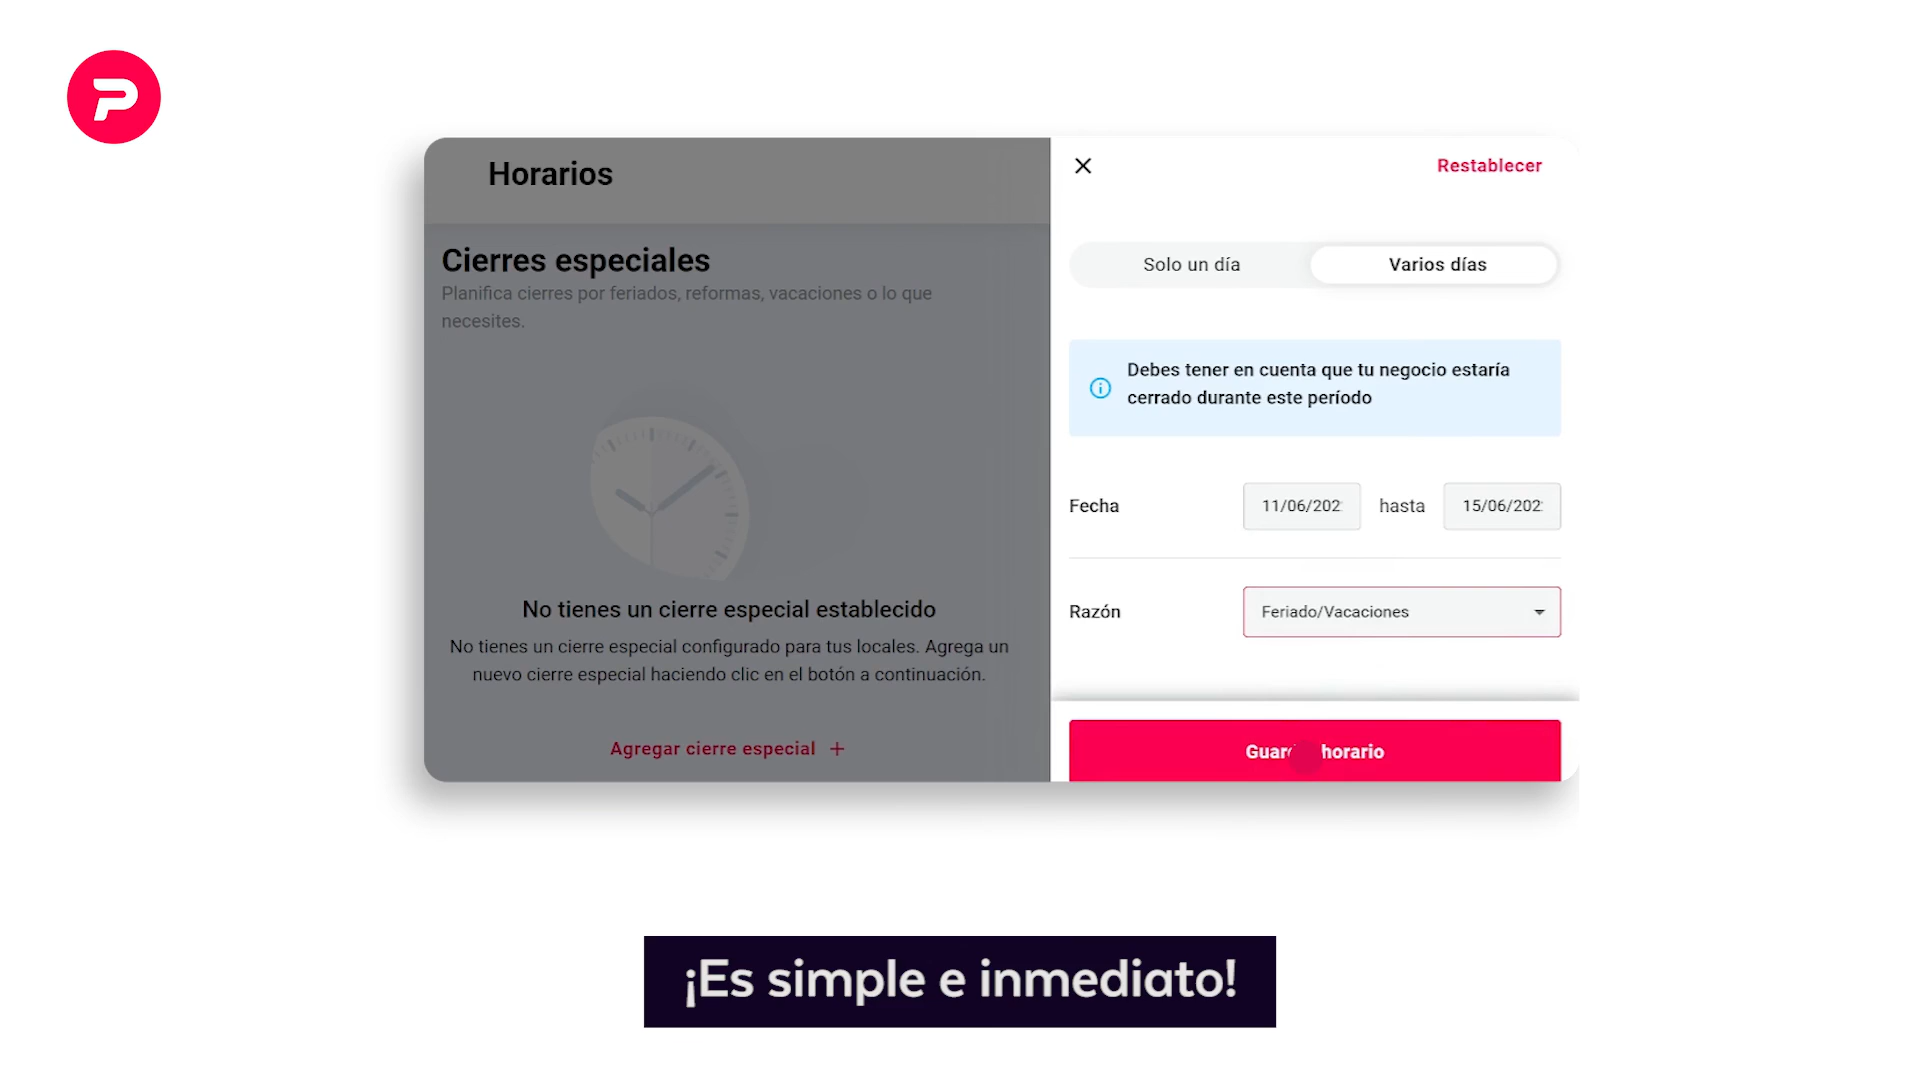 Horarios
Cierres especiales
Planifica cierres por feriados, reformas, vacaciones o lo que
necesites.
No tienes un cierre especial establecido
No tienes un cierre especial configurado para tus locales. Agrega un
nuevo cierre especial haciendo clic en el botón a continuación.
Agregar cierre especial +
Restablecer
Solo un día
Varios días
Debes tener en cuenta que tu negocio estaría
cerrado durante este período
Fecha
11/06/202
hasta
15/06/202
Razón
Feriado/Vacaciones
horario
¡Es simple e inmediato!